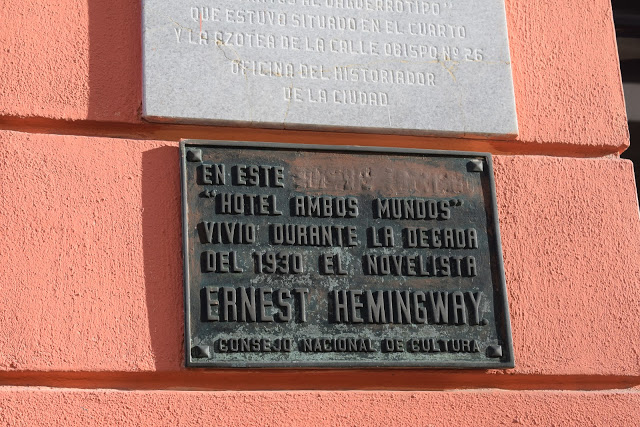 AL DAGUERROTIPO"
QUE ESTUVO SITUADO EN EL CUARTO
Y LA AZOTEA DE LA CALLE OBISPO Nº 26
OFICINA DEL HISTORIADOR
DE LA CIUDAD
EN ESTE
"HOTEL AMBOS MUNDOS"
VIVIO DURANTE LA DECADA
DEL 1930 EL NOVELISTA
ERNEST HEMINGWAY.
CONSEJO NACIONAL DE CULTURA